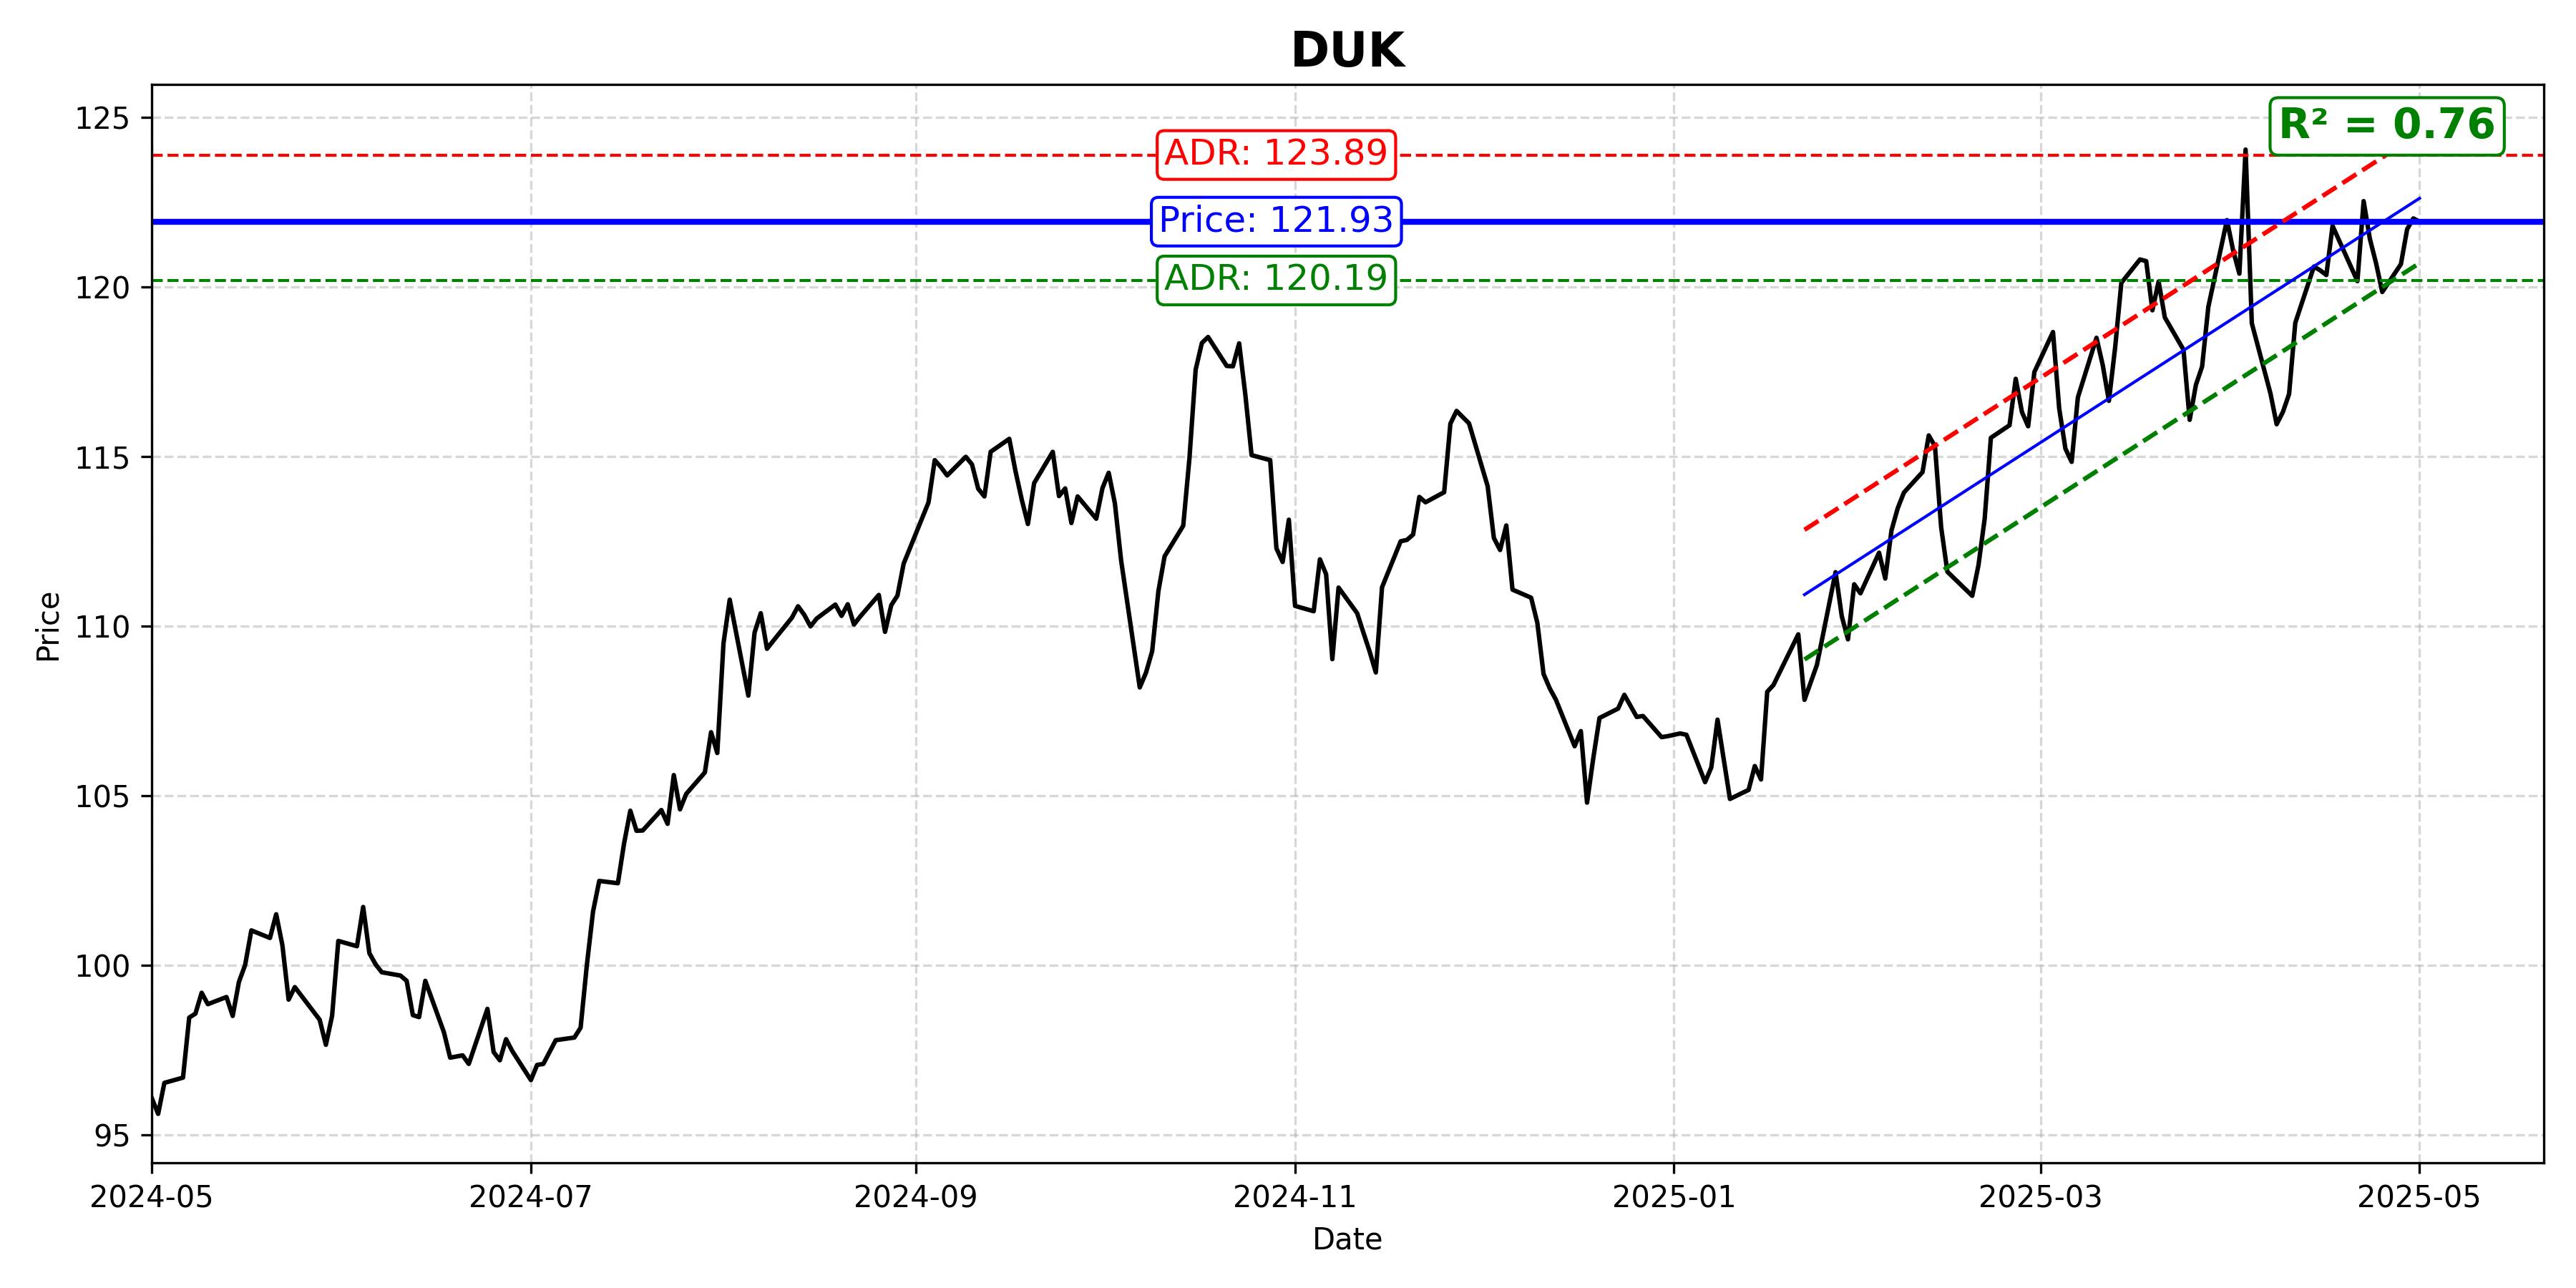 DUK
R² = 0.76
ADR: 123.89
Price: 121.93
ADR: 120.19
125
120
115
110
105
100
95
Price
2024-05
2024-07
2024-09
2024-11
2025-01
2025-03
2025-05
Date